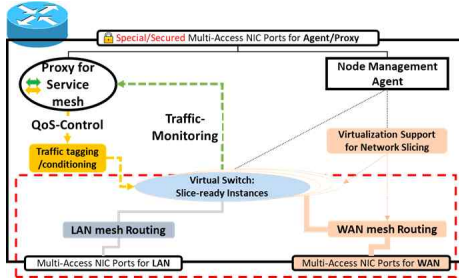 Special/Secured Multi-Access NIC Ports for Agent/Proxy
Proxy for
Service
mesh
Node Management
Agent
QoS-Control
Traffic-
Monitoring
Traffic tagging
/conditioning
Virtualization Support
for Network Slicing
Virtual Switch:
Slice-ready Instances
LAN mesh Routing
WAN mesh Routing
Multi-Access NIC Ports for LAN
Multi-Access NIC Ports for WAN